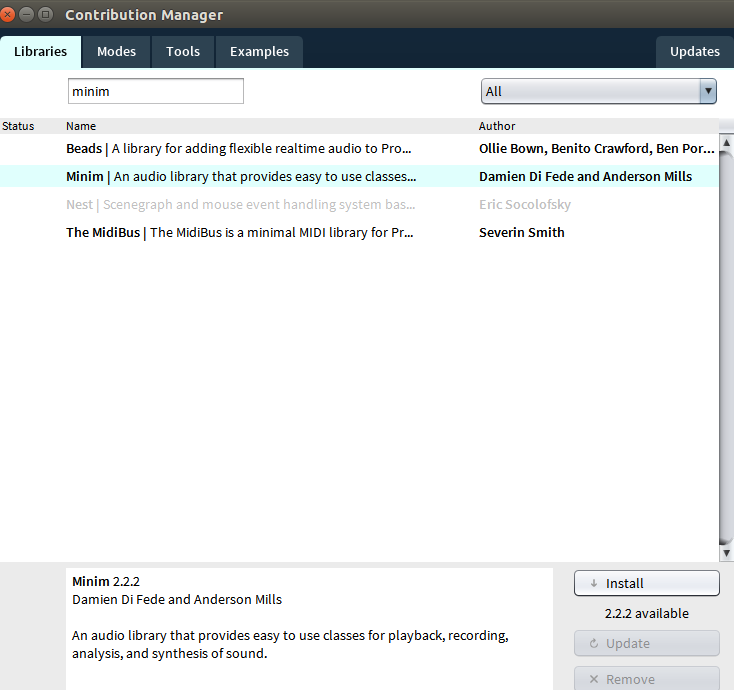 Contribution Manager
Libraries Modes Tools Examples Updates
minim All
Status Name Author
Beads | A library for adding flexible realtime audio to Pro... Ollie Bown, Benito Crawford, Ben Por...
Minim | An audio library that provides easy to use classes... Damien Di Fede and Anderson Mills
Nest | Scenegraph and mouse event handling system bas... Eric Socolofsky
The MidiBus | The MidiBus is a minimal MIDI library for Pr... Severin Smith
Minim 2.2.2
Install
Damien Di Fede and Anderson Mills
2.2.2 available
An audio library that provides easy to use classes for playback, recording,
Update
analysis, and synthesis of sound.
Remove